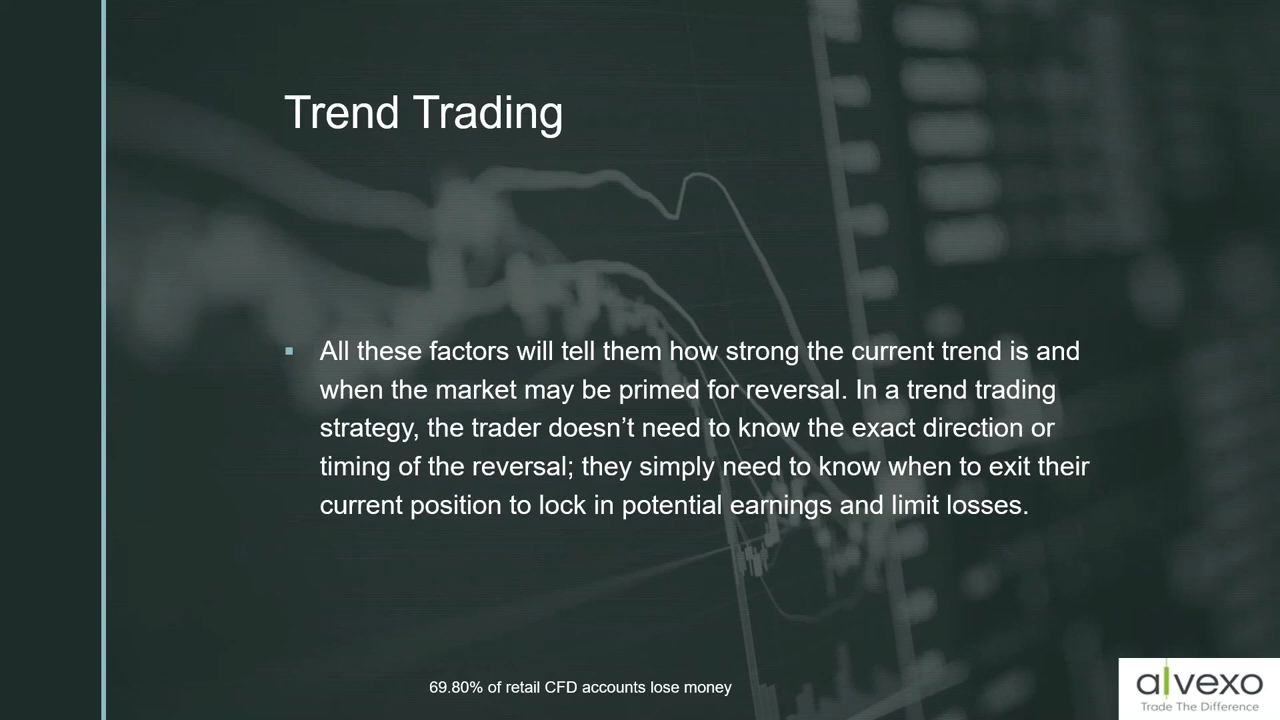 Trend Trading
All these factors will tell them how strong the current trend is and
when the market may be primed for reversal. In a trend trading
strategy, the trader doesn’t need to know the exact direction or
timing of the reversal; they simply need to know when to exit their
current position to lock in potential earnings and limit losses.
69.80% of retail CFD accounts lose money
alvexo
Trade The Difference